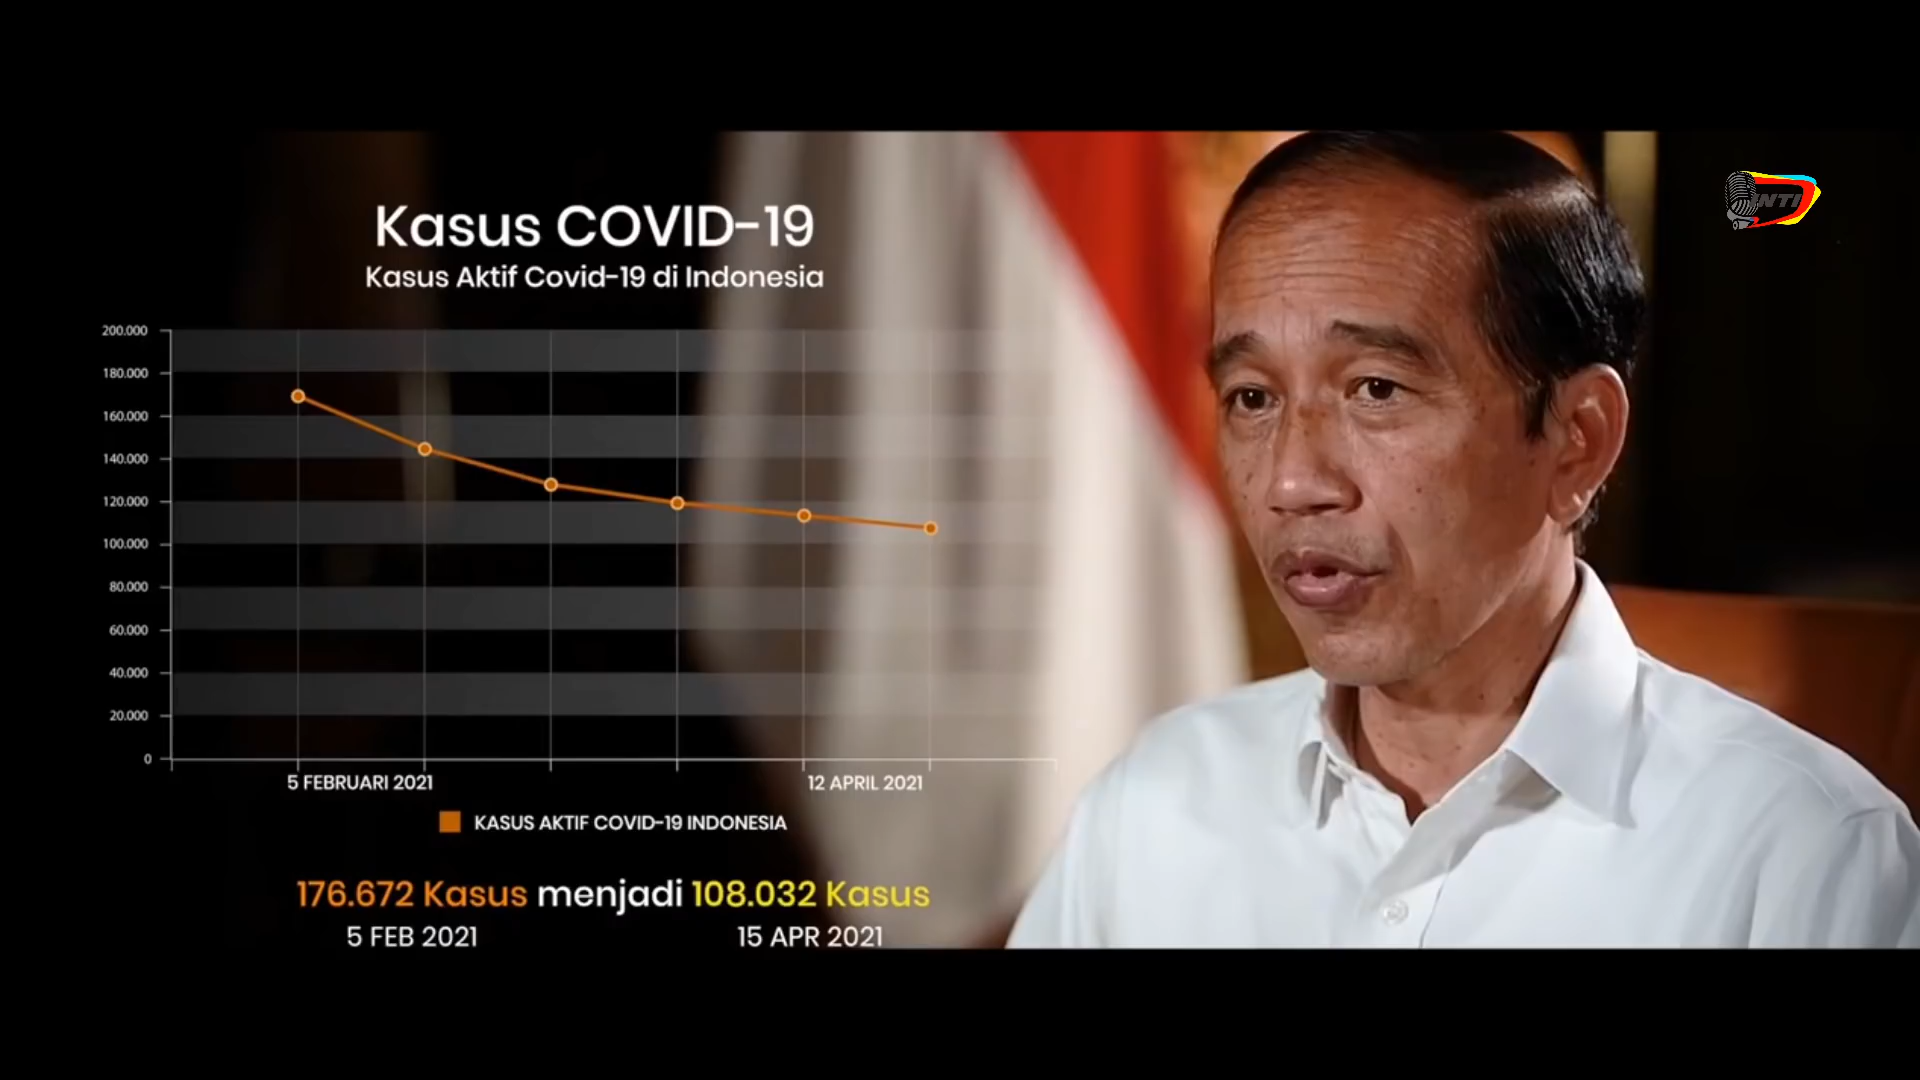 Kasus COVID-19
Kasus Aktif Covid-19 di Indonesia
200.000
180.000
160.000
140.000
120.000
100.000
80.000
60.000
40.000
20.000
0
5 FEBRUARI 2021
12 APRIL 2021
KASUS AKTIF COVID-19 INDONESIA
176.672 Kasus menjadi 108.032 Kasus
5 FEB 2021
15 APR 2021
INTI